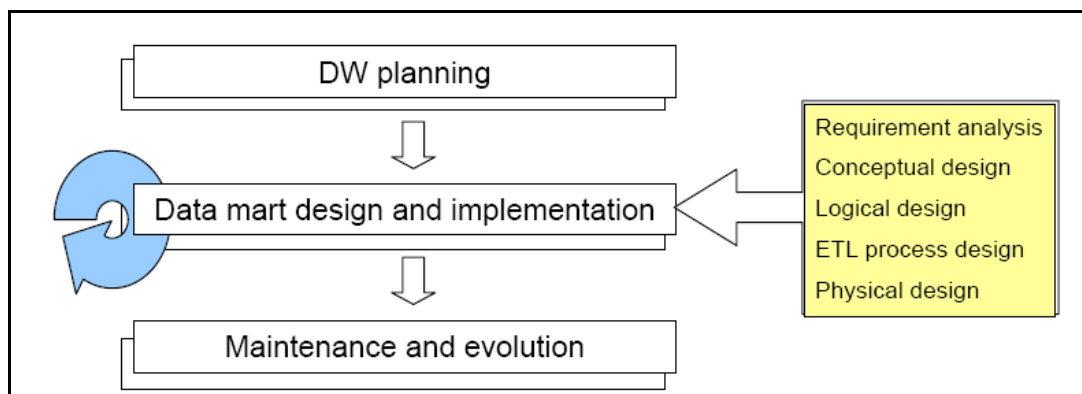 DW planning
Data mart design and implementation
Maintenance and evolution
Requirement analysis
Conceptual design
Logical design
ETL process design
Physical design